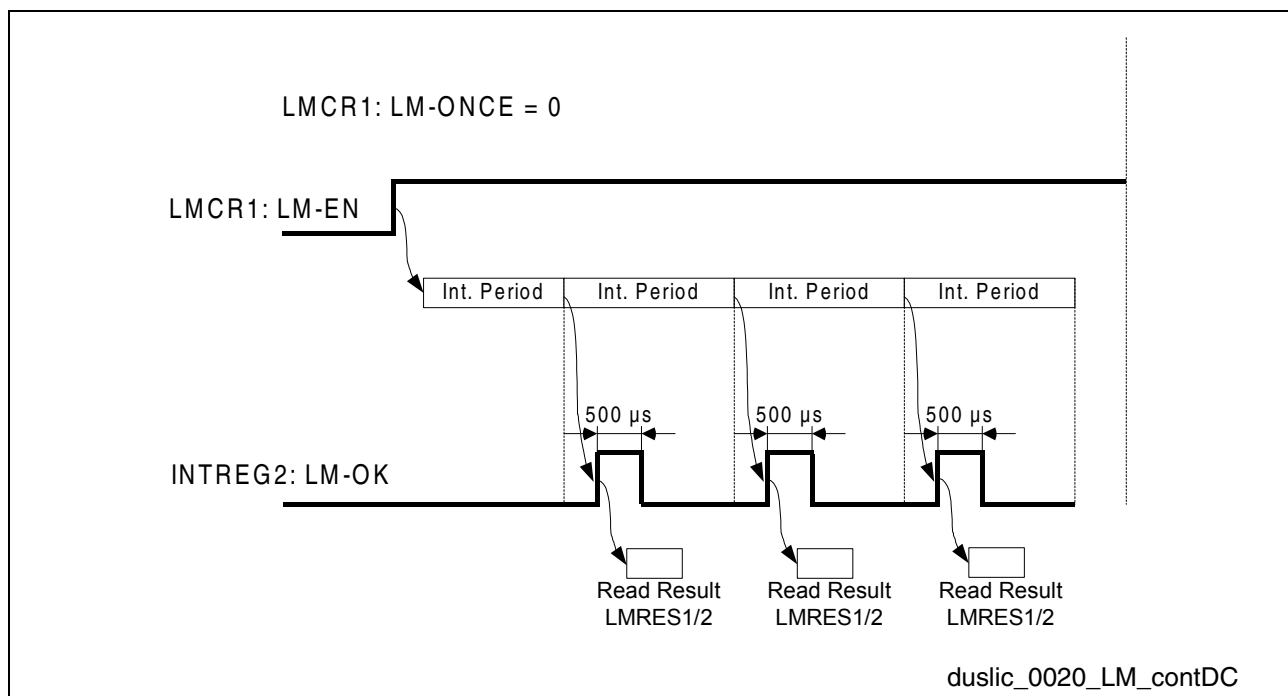 LMCR1: LM-ONCE = 0
LMCR1: LM-EN
Int. Period Int. Period Int. Period Int. Period
500 µs 500 µs 500 µs
INTREG2: LM-OK
Read Result Read Result Read Result
LMRES1/2 LMRES1/2 LMRES1/2
duslic_0020_LM_contDC